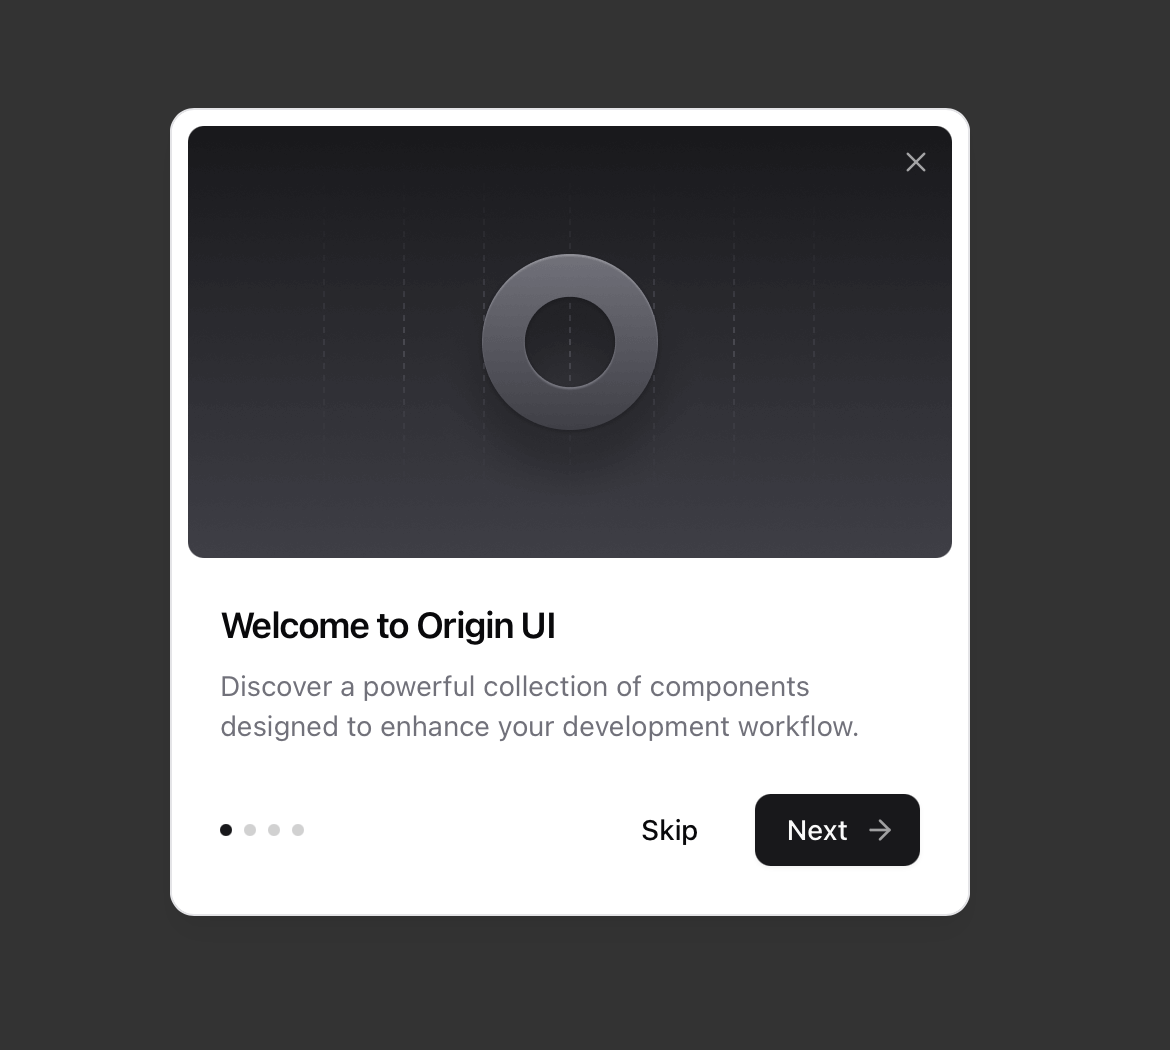 Welcome to Origin UI
Discover a powerful collection of components
designed to enhance your development workflow.
Skip
Next